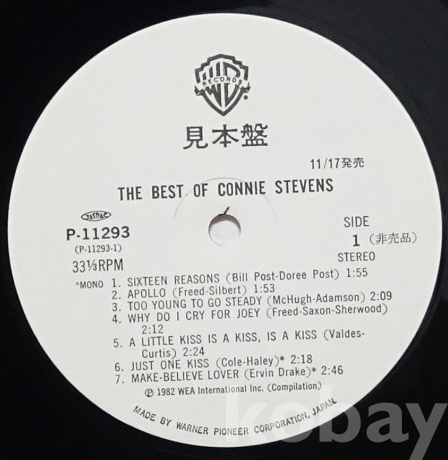 WB
RECORDS
見本盤
11/17発売
THE BEST OF CONNIE STEVENS
P-11293
(P-11293-1)
33⅓RPM
SIDE
1 (非売品)
STEREO
*MONO 1. SIXTEEN REASONS (Bill Post-Doree Post) 1:55
2. APOLLO (Freed-Silbert) 1:53
3. TOO YOUNG TO GO STEADY (McHugh-Adamson) 2:09
4. WHY DO I CRY FOR JOEY (Freed-Saxon-Sherwood)
2:12
5. A LITTLE KISS IS A KISS, IS A KISS (Valdes-
Curtis) 2:24
6. JUST ONE KISS (Cole-Haley)* 2:18
7. MAKE-BELIEVE LOVER (Ervin Drake)* 2:46
℗ 1982 WEA International Inc. (Compilation)
MADE BY WARNER PIONEER CORPORATION, JAPAN.
kobay